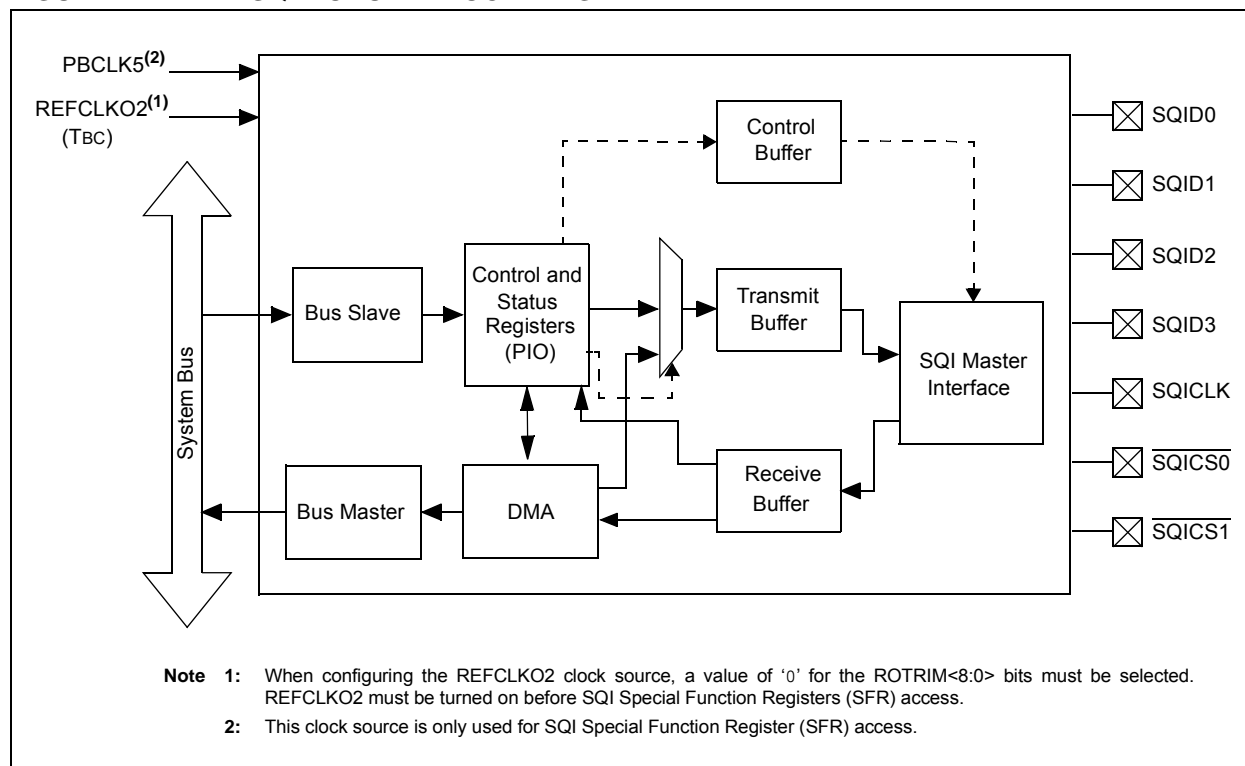 PBCLK5(2)
REFCLKO2(1)
(TBC)
System Bus
Bus Slave
Bus Master
Control and
Status
Registers
(PIO)
DMA
Control
Buffer
Transmit
Buffer
Receive
Buffer
SQI Master
Interface
SQID0
SQID1
SQID2
SQID3
SQICLK
SQICS0
SQICS1
Note 1: When configuring the REFCLKO2 clock source, a value of ‘0’ for the ROTRIM<8:0> bits must be selected.
REFCLKO2 must be turned on before SQI Special Function Registers (SFR) access.
2: This clock source is only used for SQI Special Function Register (SFR) access.